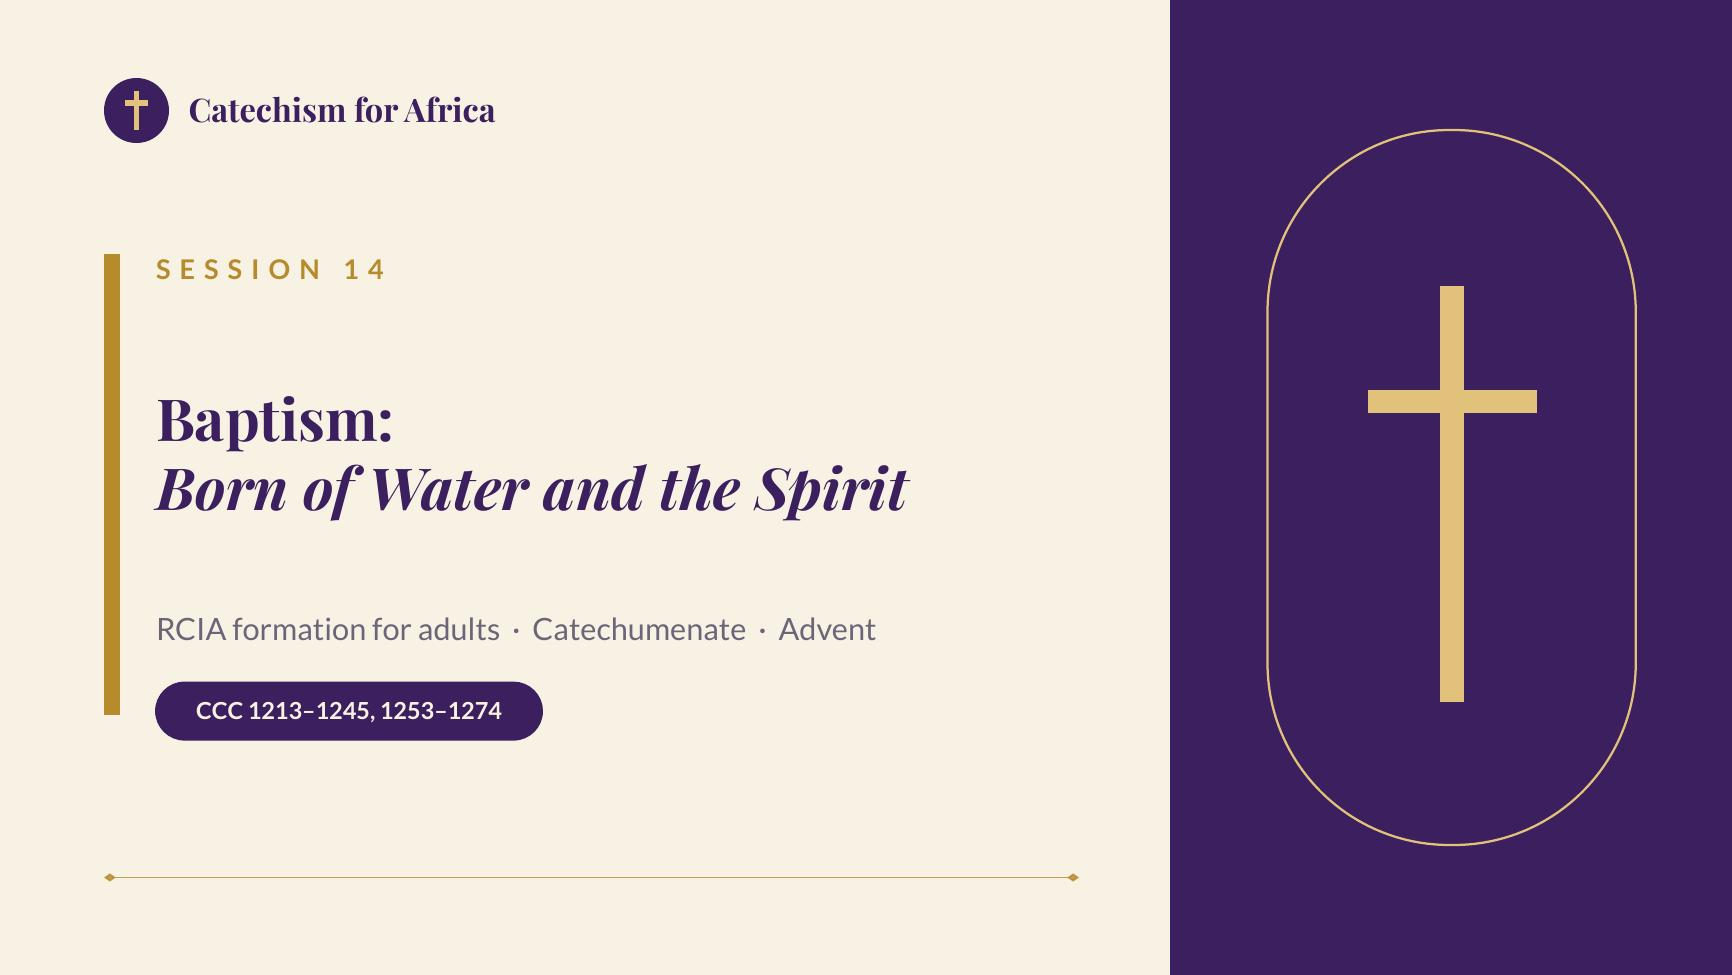 Catechism for Africa
SESSION 14
Baptism:
Born of Water and the Spirit
RCIA formation for adults · Catechumenate · Advent
CCC 1213–1245, 1253–1274